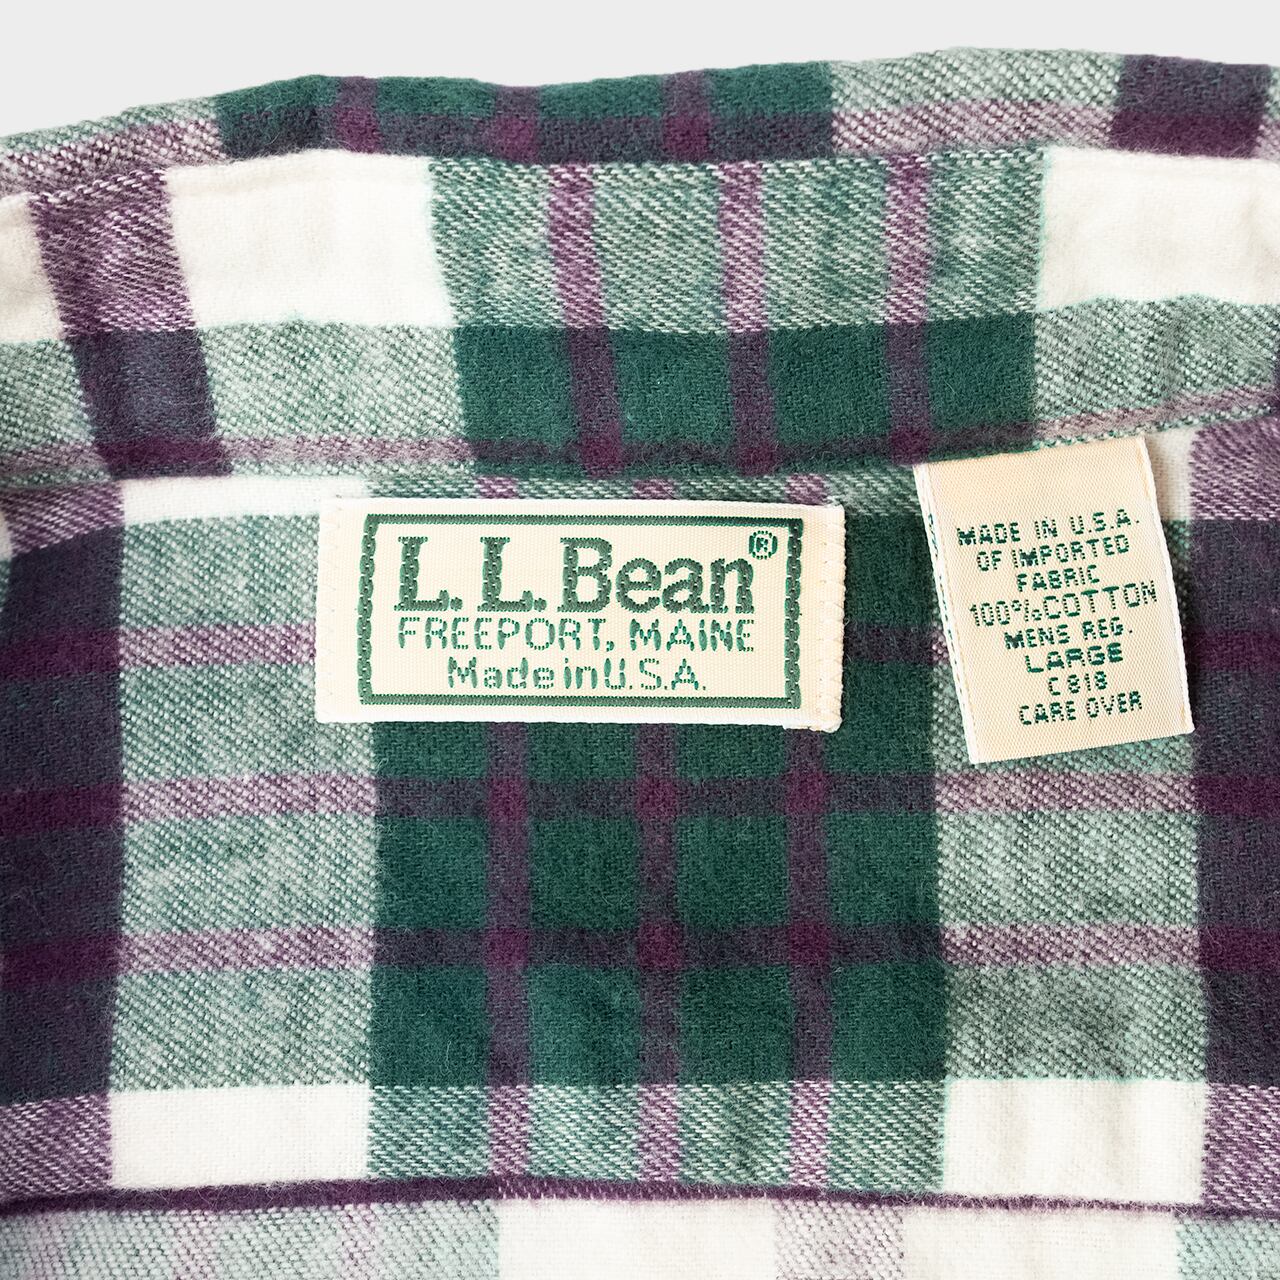 L.L.Bean®
FREEPORT, MAINE
Made in U.S.A.
MADE IN U.S.A.
OF IMPORTED
FABRIC
100% COTTON
MENS REG.
LARGE
C818
CARE OVER